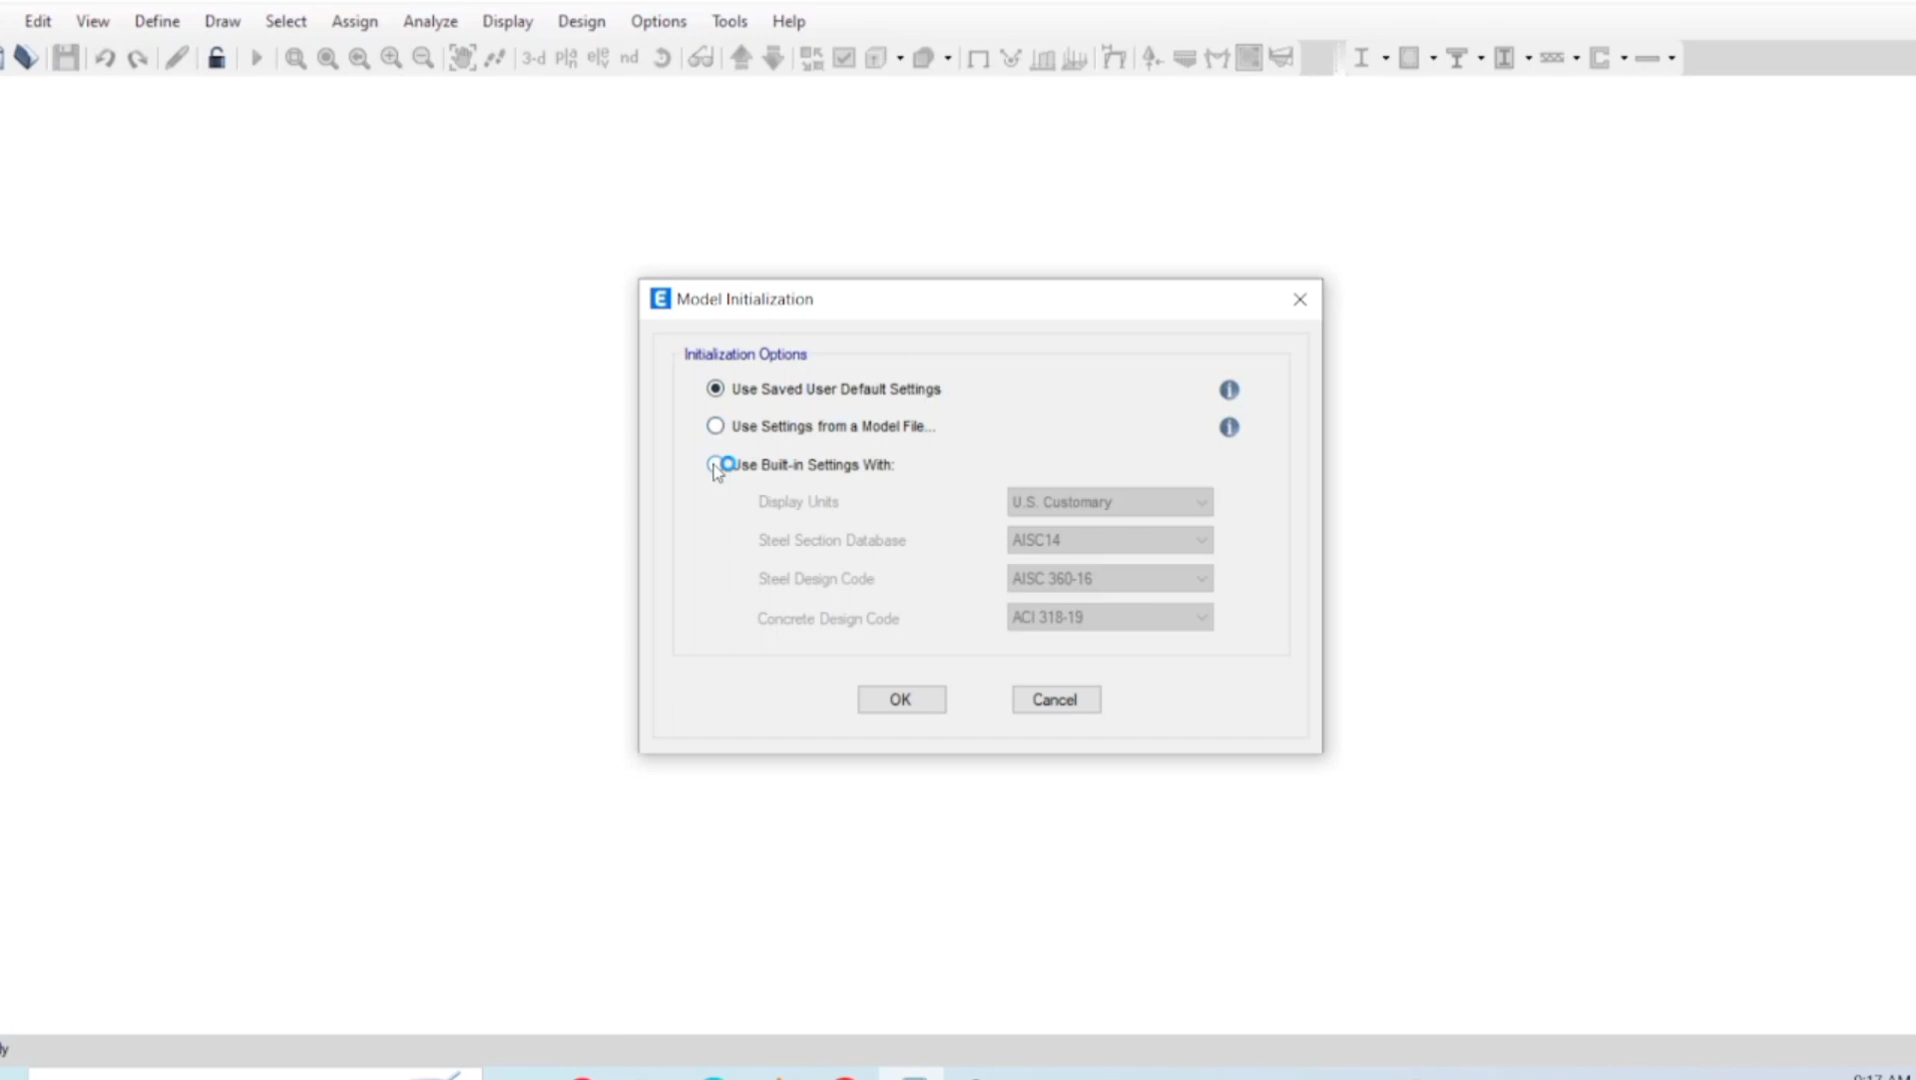 Edit View Define Draw Select Assign Analyze Display Design Options Tools Help
3-d pla elev nd
E Model Initialization
Initialization Options
Use Saved User Default Settings
Use Settings from a Model File...
Use Built-in Settings With:
Display Units U.S. Customary
Steel Section Database AISC14
Steel Design Code AISC 360-16
Concrete Design Code ACI 318-19
OK Cancel